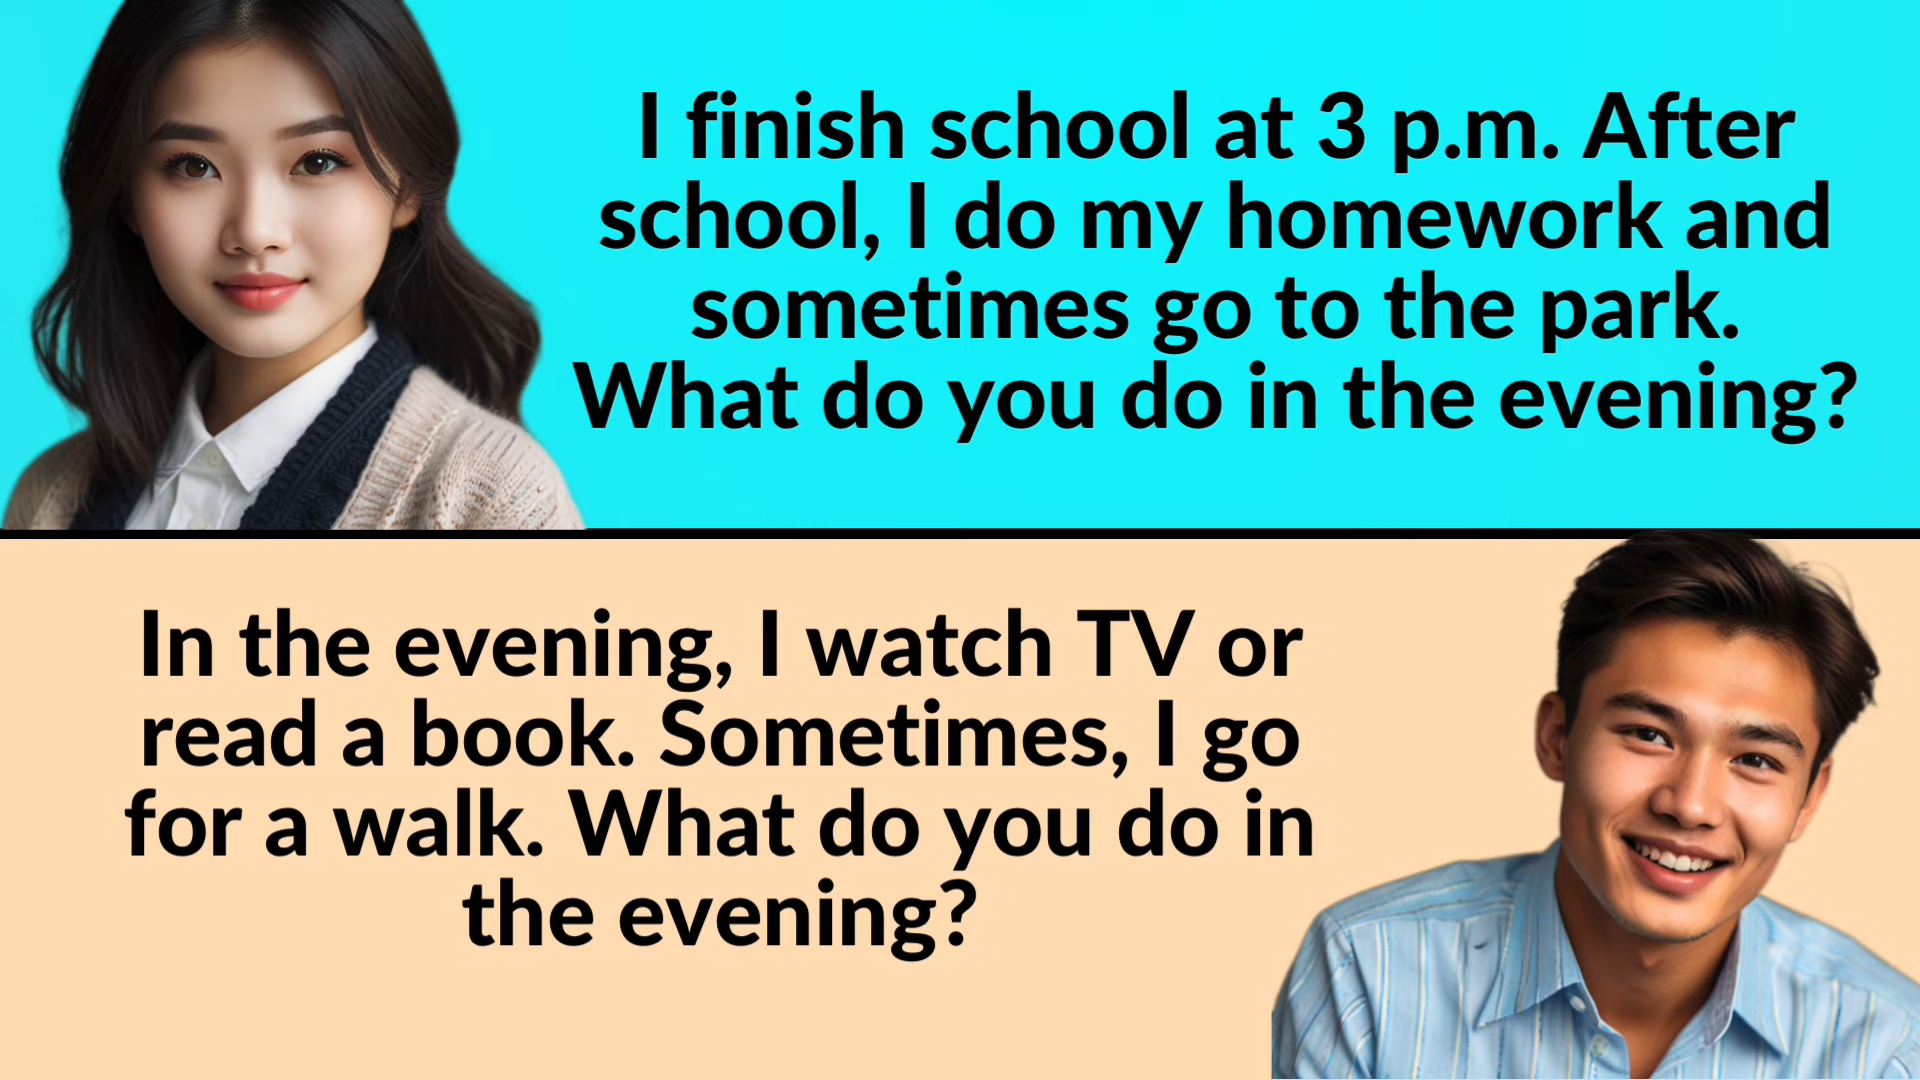 I finish school at 3 p.m. After
school, I do my homework and
sometimes go to the park.
What do you do in the evening?
In the evening, I watch TV or
read a book. Sometimes, I go
for a walk. What do you do in
the evening?